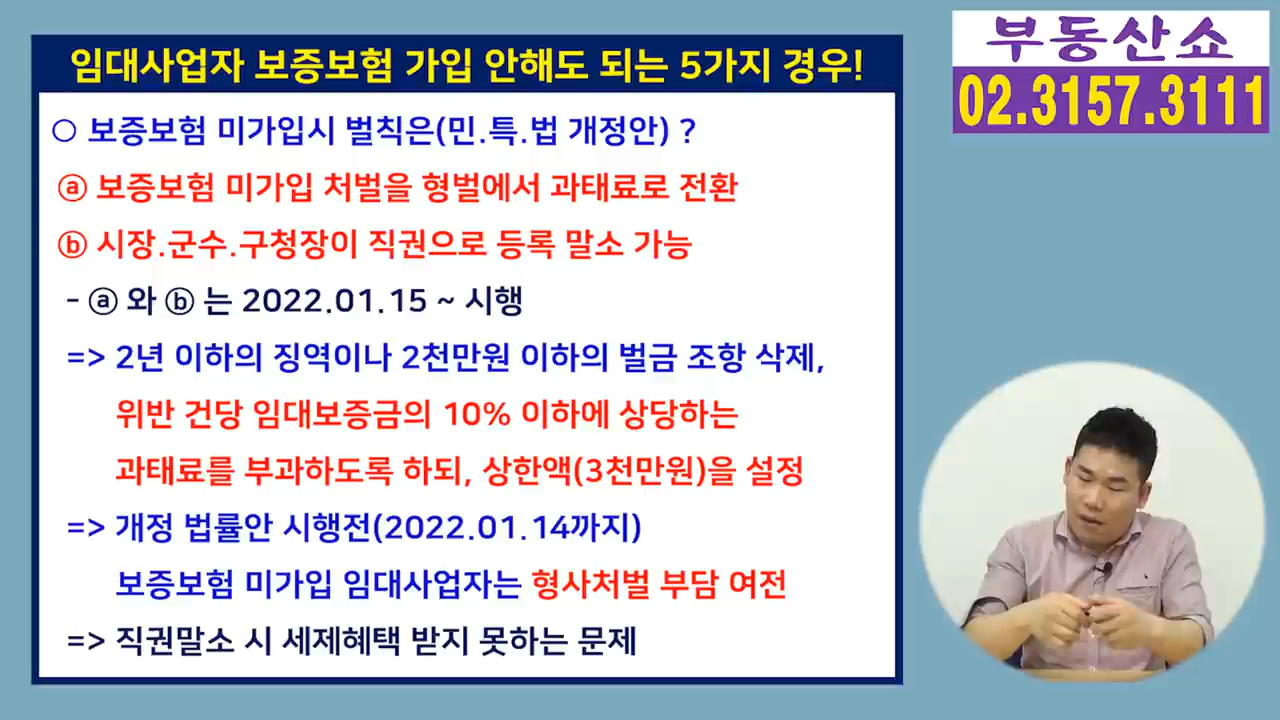 임대사업자 보증보험 가입 안해도 되는 5가지 경우!
부동산쇼
02.3157.3111
○ 보증보험 미가입시 벌칙은(민.특.법 개정안) ?
ⓐ 보증보험 미가입 처벌을 형벌에서 과태료로 전환
ⓑ 시장.군수.구청장이 직권으로 등록 말소 가능
- ⓐ 와 ⓑ 는 2022.01.15 ~ 시행
=> 2년 이하의 징역이나 2천만원 이하의 벌금 조항 삭제,
위반 건당 임대보증금의 10% 이하에 상당하는
과태료를 부과하도록 하되, 상한액(3천만원)을 설정
=> 개정 법률안 시행전(2022.01.14까지)
보증보험 미가입 임대사업자는 형사처벌 부담 여전
=> 직권말소 시 세제혜택 받지 못하는 문제